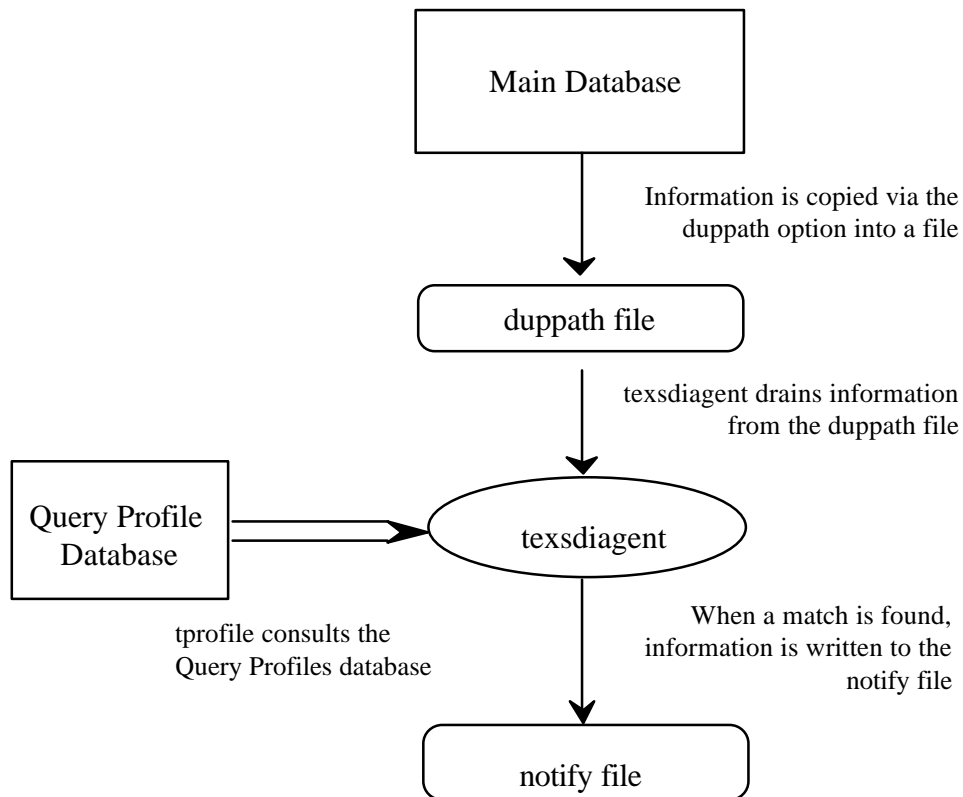 Main Database
Information is copied via the
duppath option into a file
duppath file
texsdiagent drains information
from the duppath file
Query Profile
Database
texsdiagent
tprofile consults the
Query Profiles database
When a match is found,
information is written to the
notify file
notify file